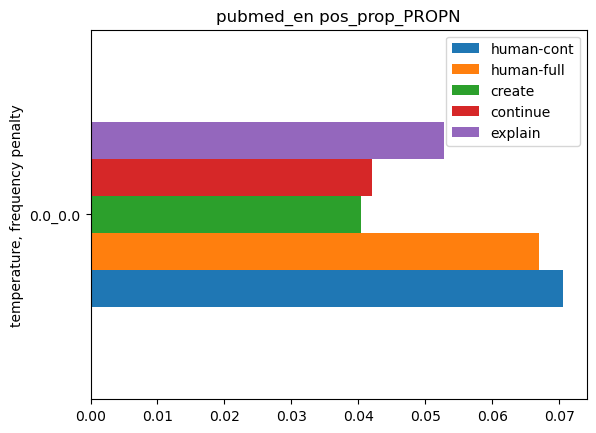 pubmed_en pos_prop_PROPN
human-cont
human-full
create
continue
explain
temperature, frequency penalty
0.0_0.0
0.00 0.01 0.02 0.03 0.04 0.05 0.06 0.07